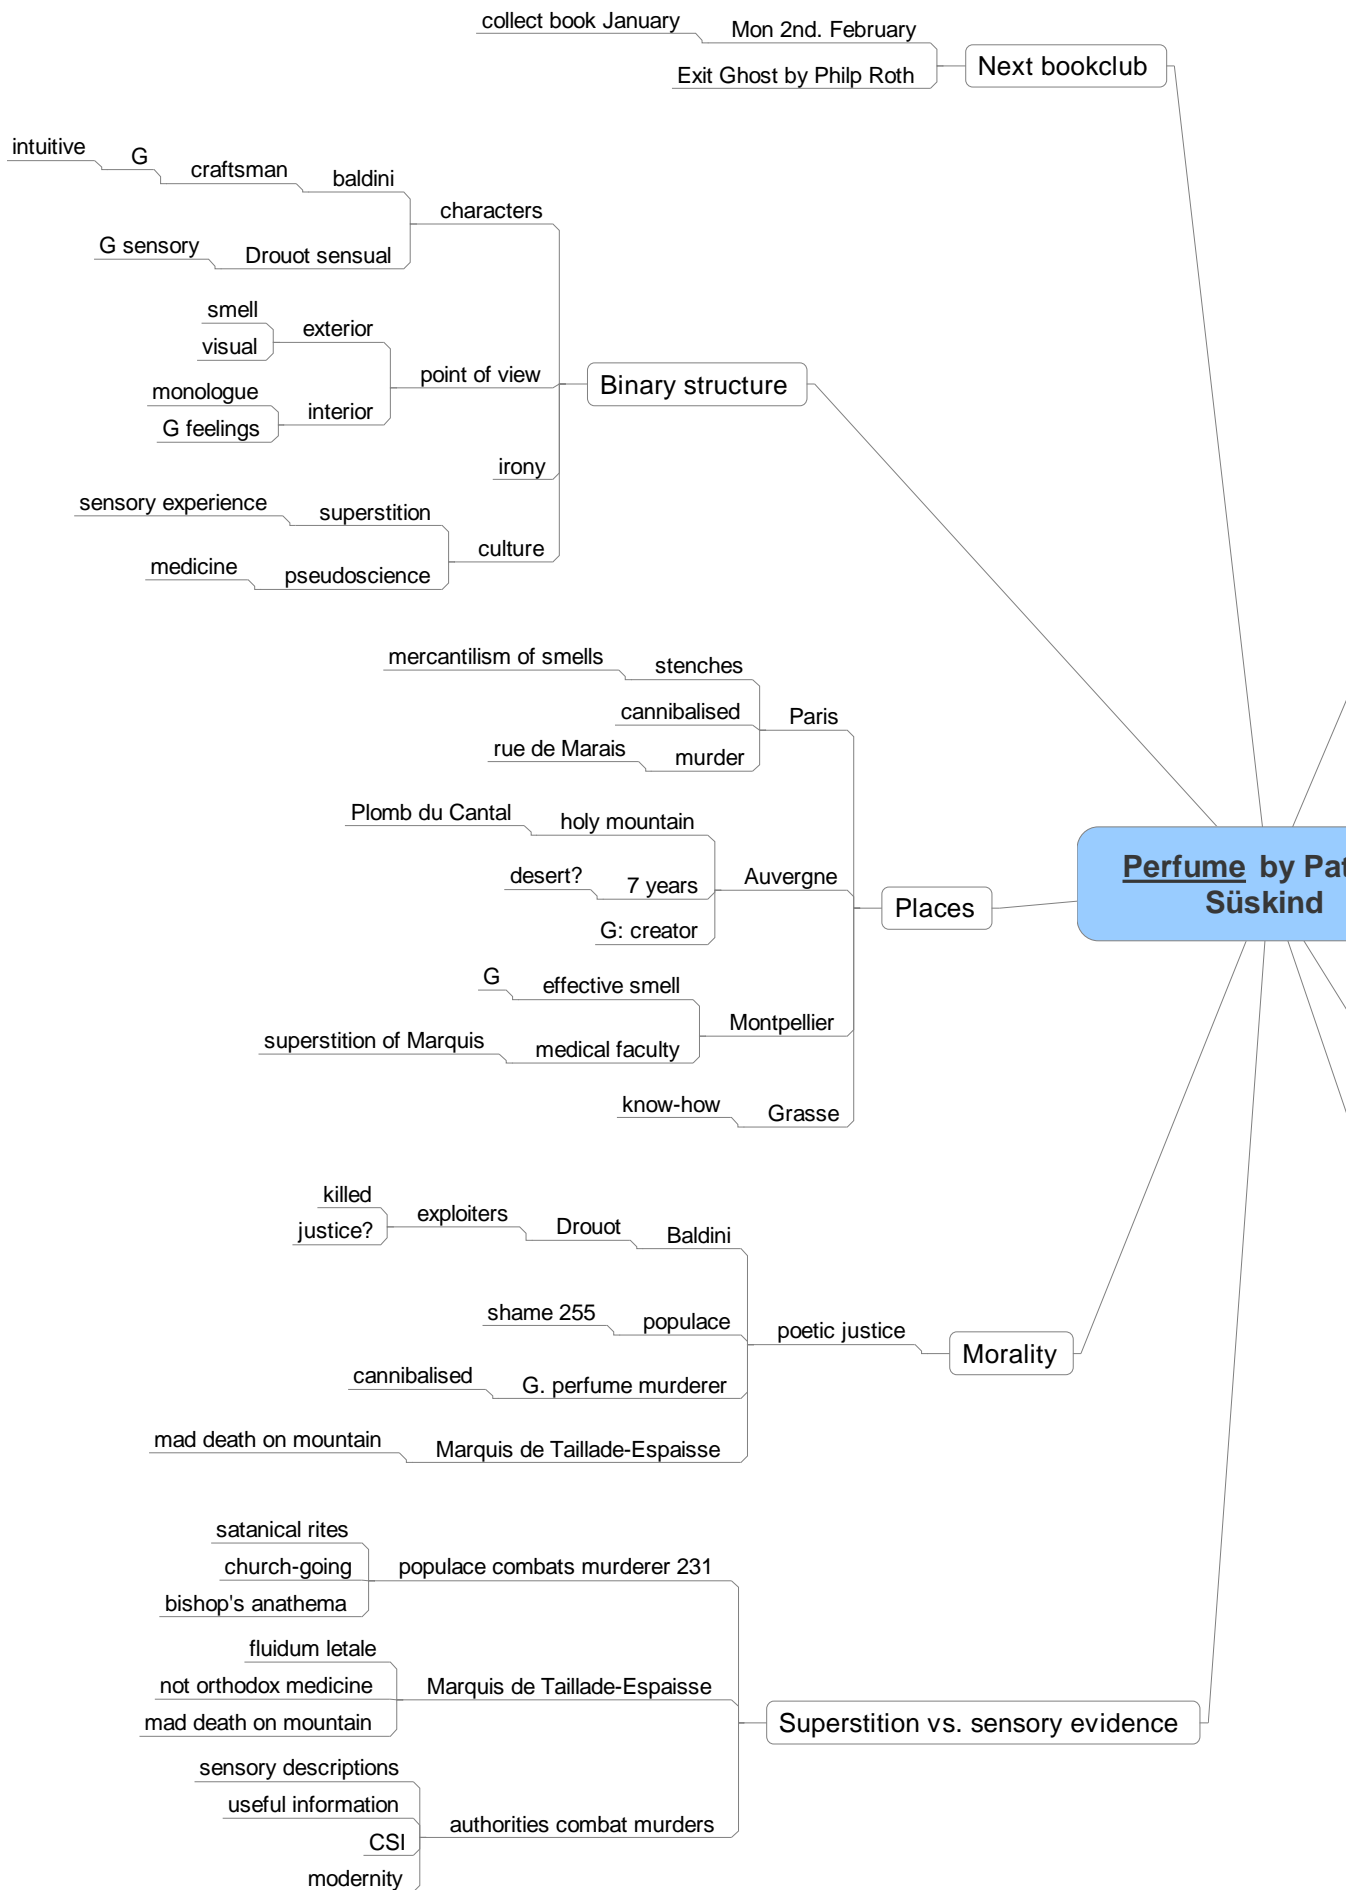 collect book January
Mon 2nd. February
Exit Ghost by Philp Roth
Next bookclub
intuitive
G
craftsman
baldini
characters
G sensory
Drouot sensual
smell
visual
exterior
point of view
monologue
G feelings
interior
irony
sensory experience
superstition
culture
medicine
pseudoscience
Binary structure
mercantilism of smells
stenches
cannibalised
Paris
rue de Marais
murder
Plomb du Cantal
holy mountain
desert?
7 years
Auvergne
G: creator
G
effective smell
Montpellier
superstition of Marquis
medical faculty
know-how
Grasse
Places
Perfume by Pat
Süskind
killed
justice?
exploiters
Drouot
Baldini
shame 255
populace
poetic justice
cannibalised
G. perfume murderer
mad death on mountain
Marquis de Taillade-Espaisse
Morality
satanical rites
church-going
bishop's anathema
populace combats murderer 231
fluidum letale
not orthodox medicine
mad death on mountain
Marquis de Taillade-Espaisse
Superstition vs. sensory evidence
sensory descriptions
useful information
CSI
modernity
authorities combat murders